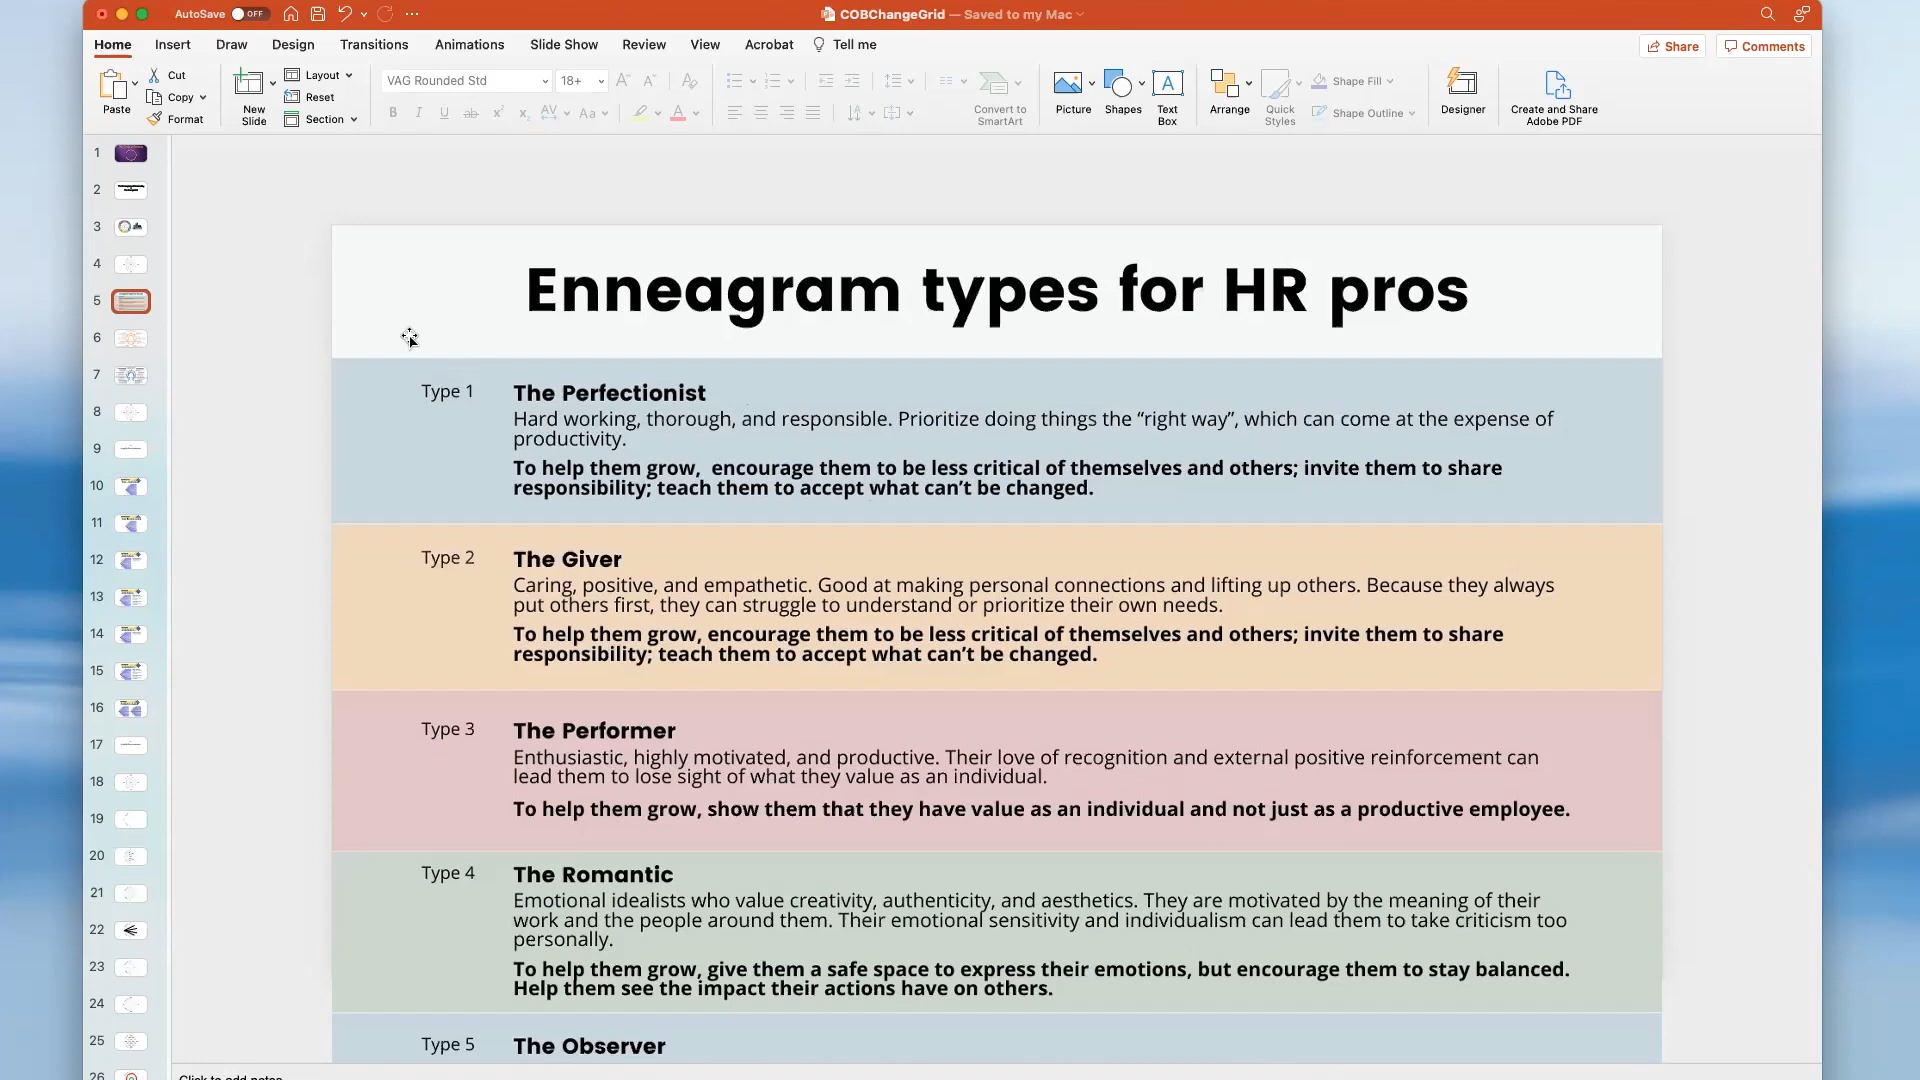 AutoSave OFF
COBChangeGrid — Saved to my Mac
Home Insert Draw Design Transitions Animations Slide Show Review View Acrobat Tell me
Share Comments
Paste
Cut
Copy
Format
New
Slide
Layout
Reset
Section
VAG Rounded Std 18+
Convert to
SmartArt
Picture
Shapes
Text
Box
Arrange
Quick
Styles
Shape Fill
Shape Outline
Designer
Create and Share
Adobe PDF
1
2
3
4
5
6
7
8
9
10
11
12
13
14
15
16
17
18
19
20
21
22
23
24
25
26
Enneagram types for HR pros
Type 1 The Perfectionist
Hard working, thorough, and responsible. Prioritize doing things the “right way”, which can come at the expense of
productivity.
To help them grow,  encourage them to be less critical of themselves and others; invite them to share
responsibility; teach them to accept what can’t be changed.
Type 2 The Giver
Caring, positive, and empathetic. Good at making personal connections and lifting up others. Because they always
put others first, they can struggle to understand or prioritize their own needs.
To help them grow, encourage them to be less critical of themselves and others; invite them to share
responsibility; teach them to accept what can’t be changed.
Type 3 The Performer
Enthusiastic, highly motivated, and productive. Their love of recognition and external positive reinforcement can
lead them to lose sight of what they value as an individual.
To help them grow, show them that they have value as an individual and not just as a productive employee.
Type 4 The Romantic
Emotional idealists who value creativity, authenticity, and aesthetics. They are motivated by the meaning of their
work and the people around them. Their emotional sensitivity and individualism can lead them to take criticism too
personally.
To help them grow, give them a safe space to express their emotions, but encourage them to stay balanced.
Help them see the impact their actions have on others.
Type 5 The Observer
Click to add notes